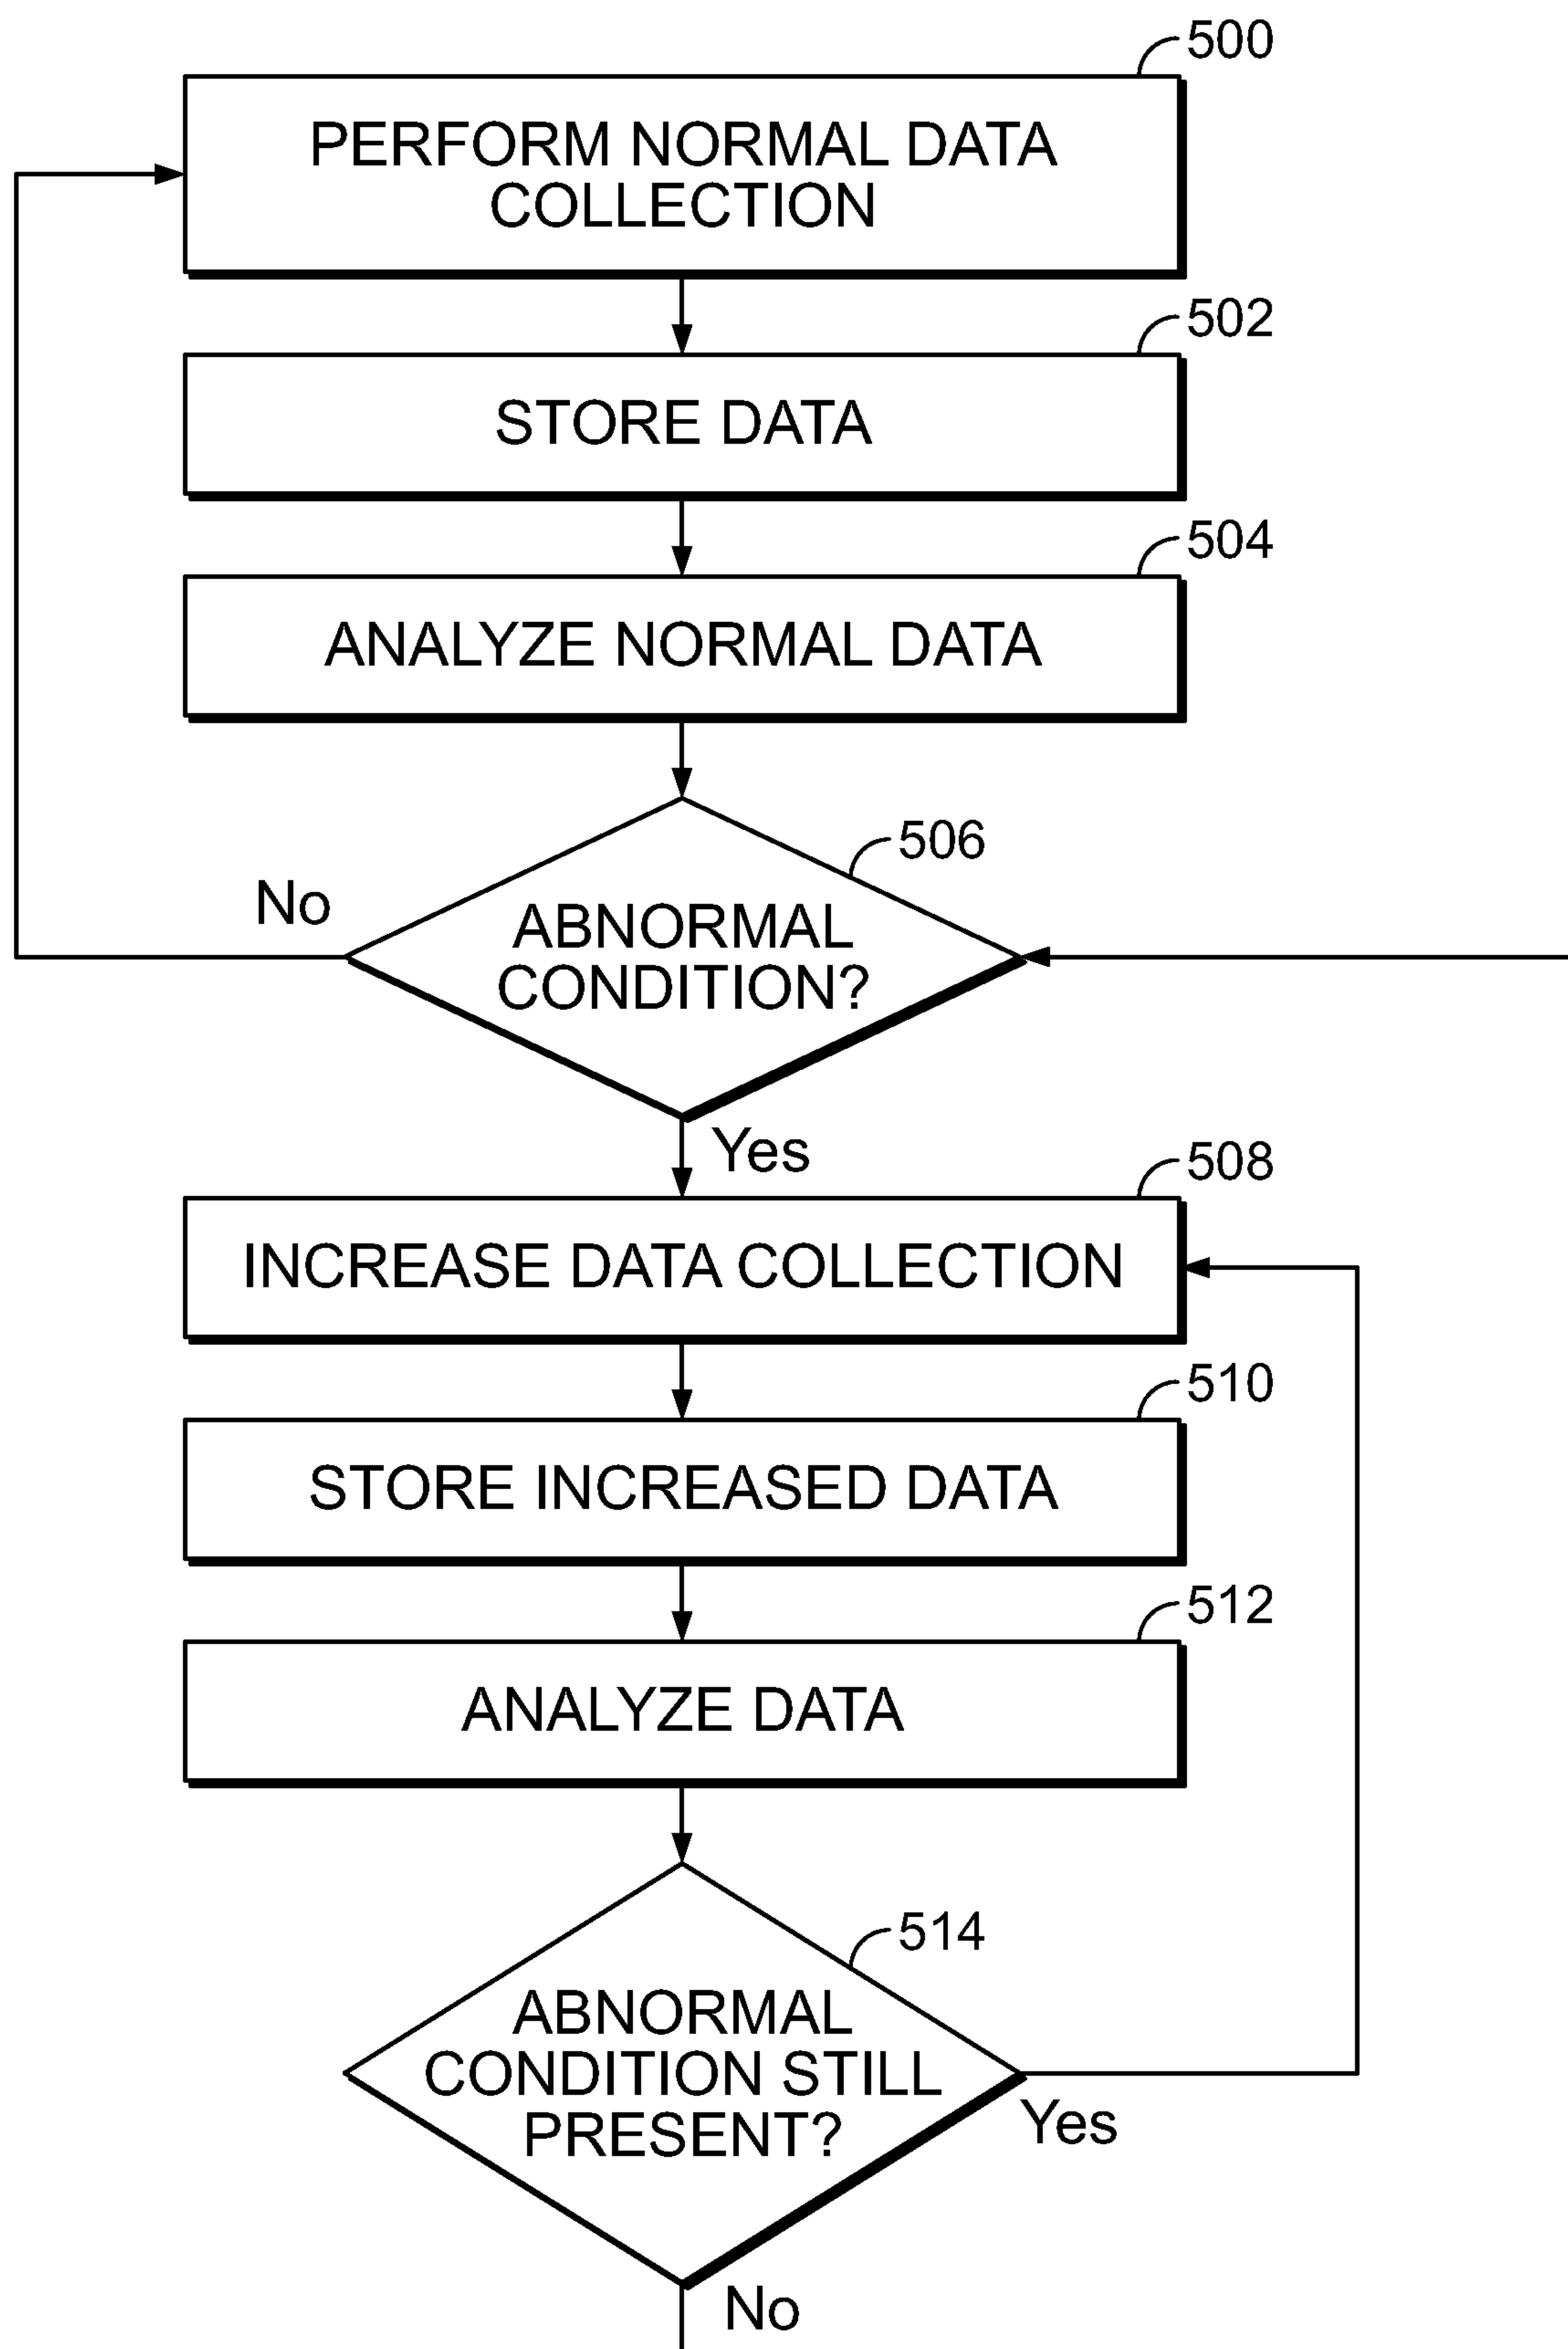 500
PERFORM NORMAL DATA
COLLECTION
502
STORE DATA
504
ANALYZE NORMAL DATA
506
No
ABNORMAL
CONDITION?
Yes
508
INCREASE DATA COLLECTION
510
STORE INCREASED DATA
512
ANALYZE DATA
514
ABNORMAL
CONDITION STILL
PRESENT?
Yes
No